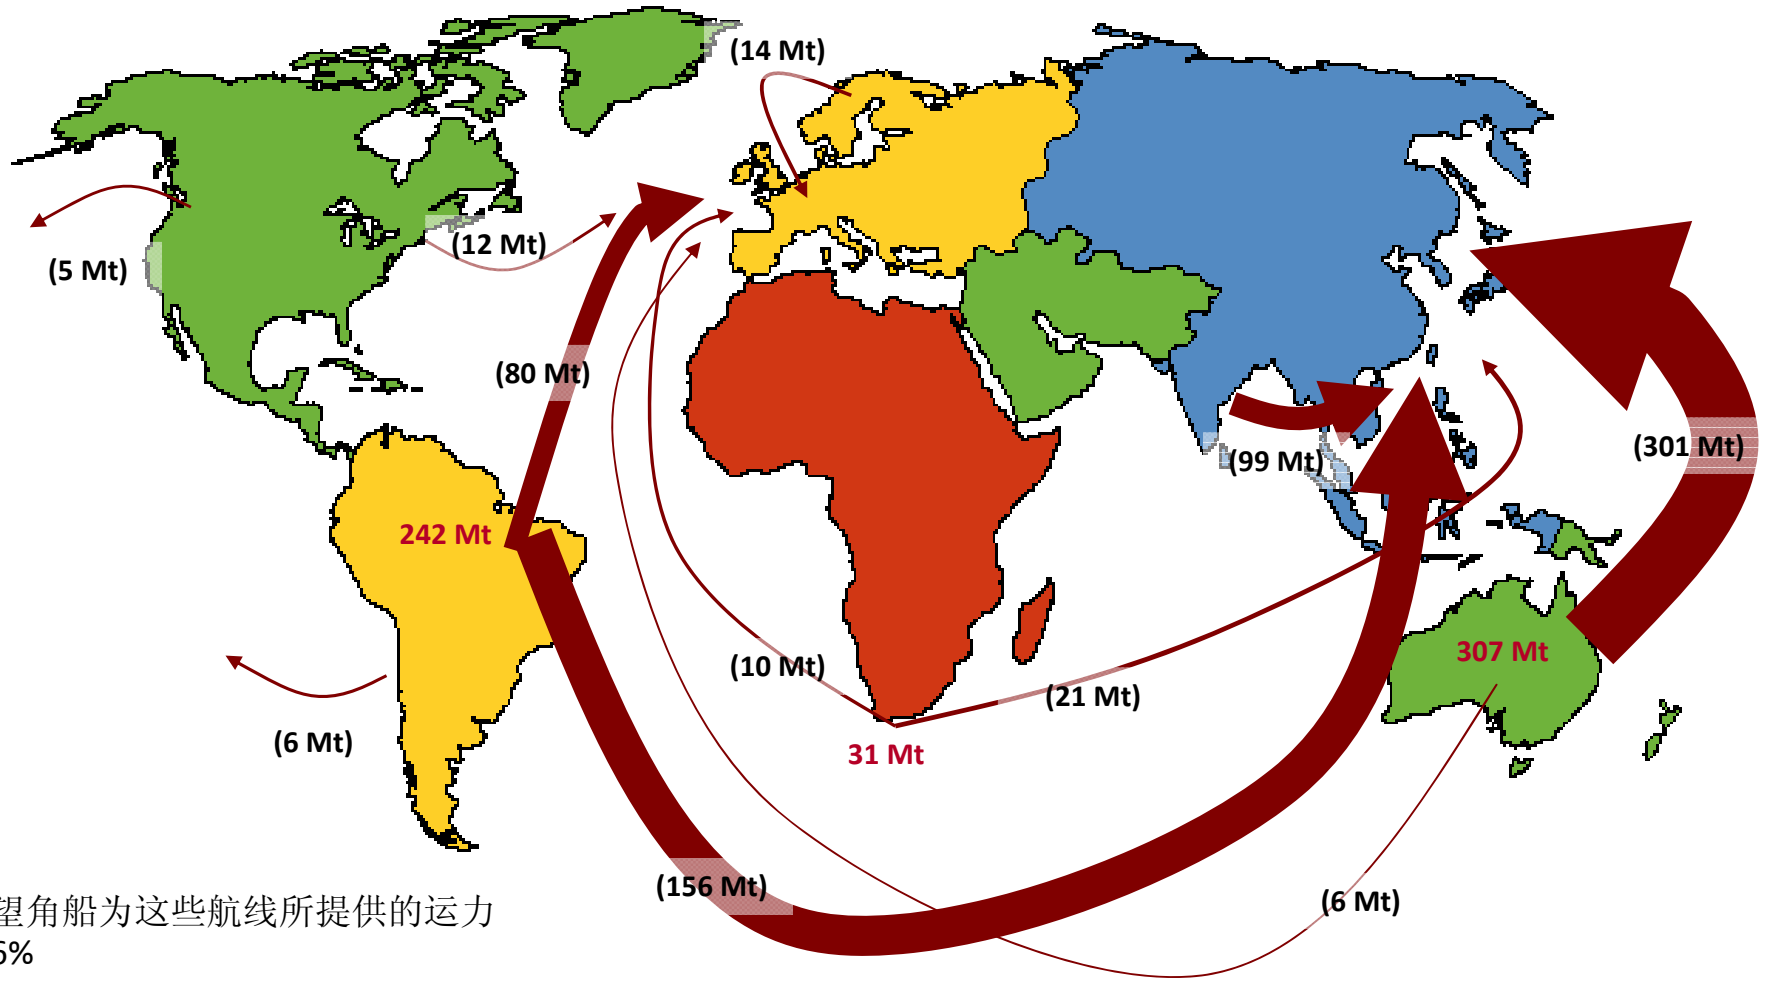 (14 Mt)
(12 Mt)
(5 Mt)
(80 Mt)
(301 Mt)
(99 Mt)
242 Mt
307 Mt
(10 Mt)
(21 Mt)
(6 Mt)
31 Mt
(156 Mt)
(6 Mt)
望角船为这些航线所提供的运力
6%